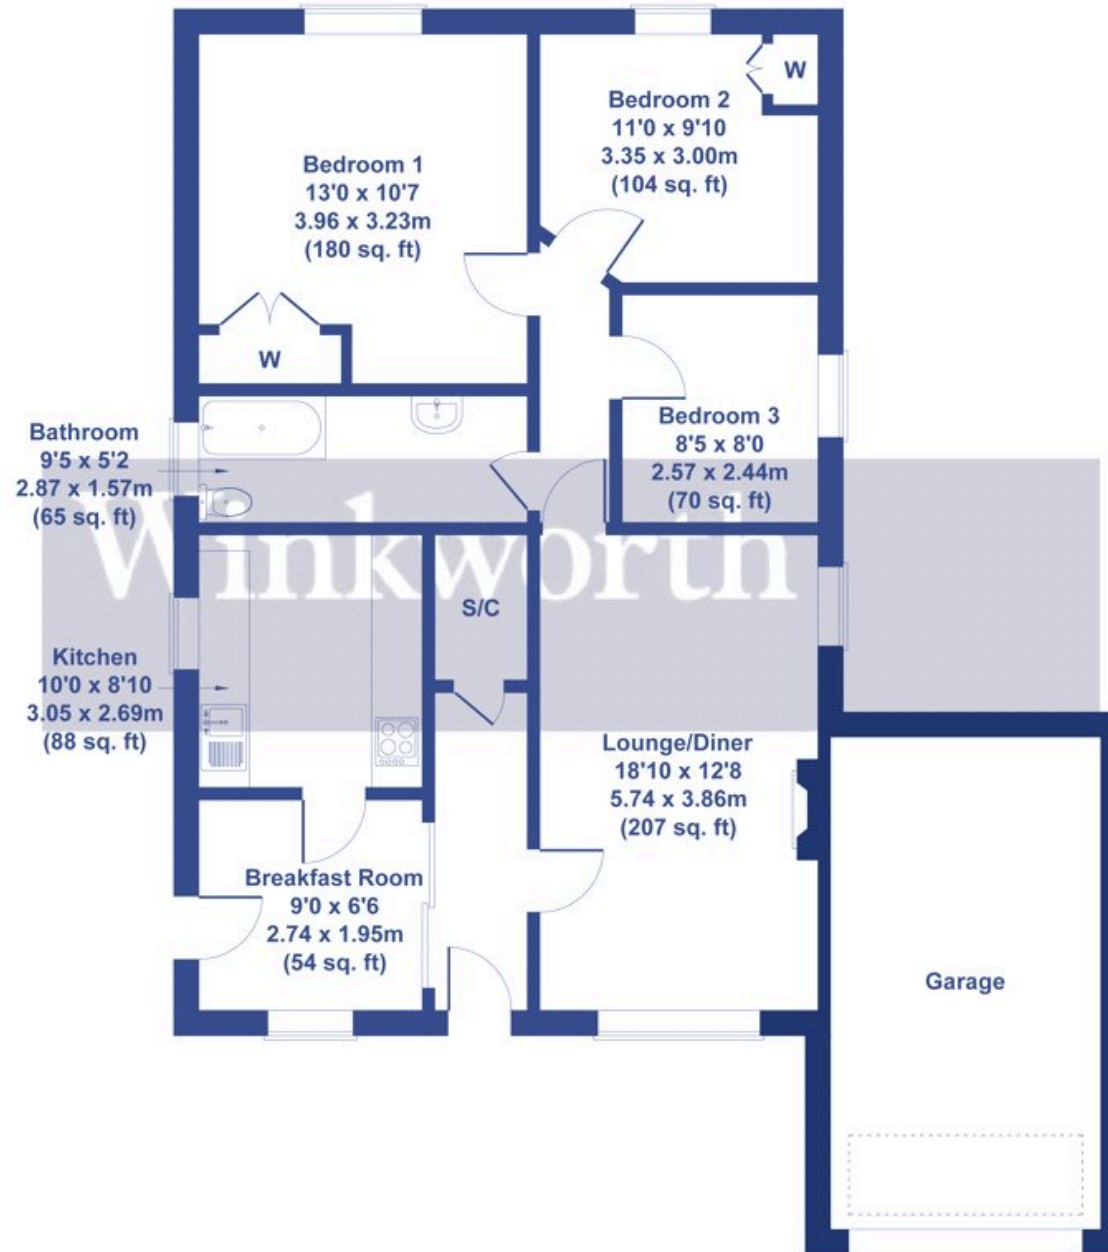 Bedroom 1
13'0 x 10'7
3.96 x 3.23m
(180 sq. ft)
W
Bedroom 2
11'0 x 9'10
3.35 x 3.00m
(104 sq. ft)
W
Bedroom 3
8'5 x 8'0
2.57 x 2.44m
(70 sq. ft)
Bathroom
9'5 x 5'2
2.87 x 1.57m
(65 sq. ft)
Winkworth
S/C
Kitchen
10'0 x 8'10
3.05 x 2.69m
(88 sq. ft)
Lounge/Diner
18'10 x 12'8
5.74 x 3.86m
(207 sq. ft)
Breakfast Room
9'0 x 6'6
2.74 x 1.95m
(54 sq. ft)
Garage